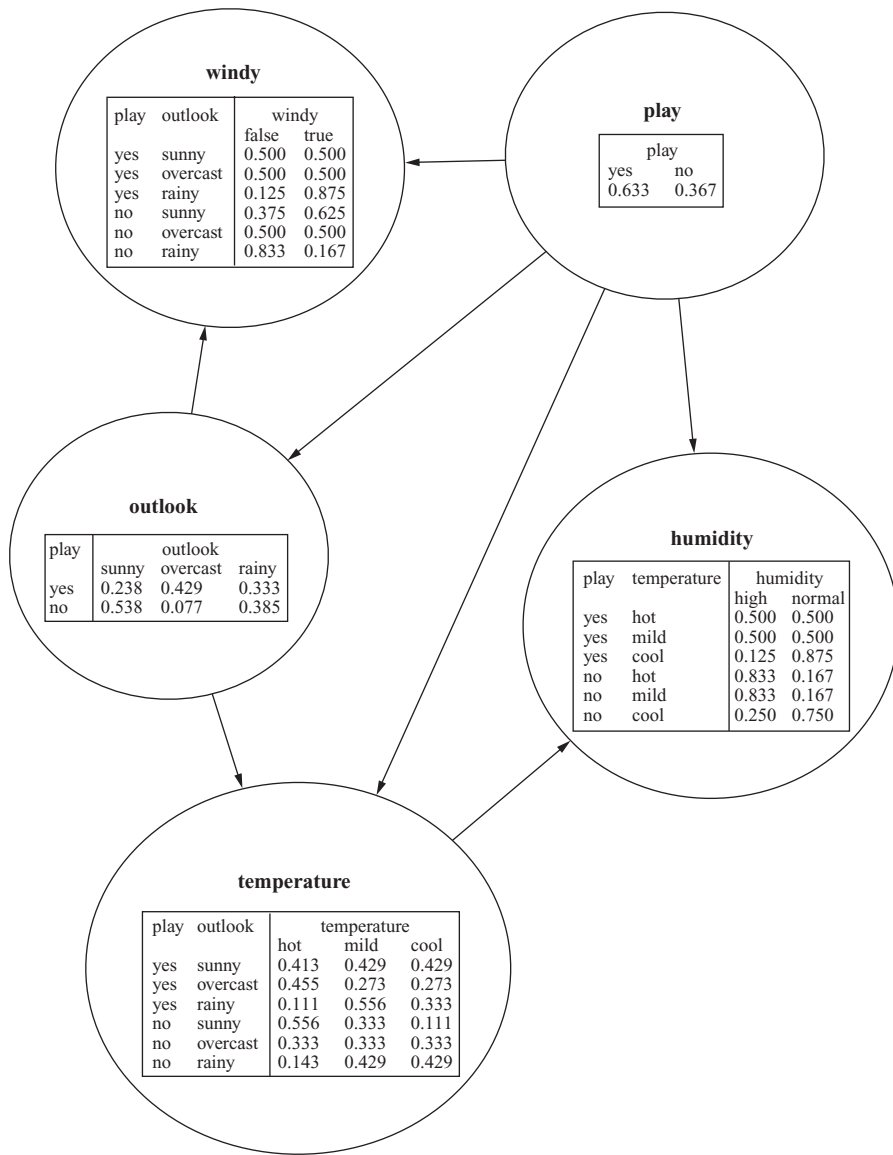 windy
play outlook windy
false true
yes sunny 0.500 0.500
yes overcast 0.500 0.500
yes rainy 0.125 0.875
no sunny 0.375 0.625
no overcast 0.500 0.500
no rainy 0.833 0.167
play
play
yes no
0.633 0.367
outlook
play outlook
sunny overcast rainy
yes 0.238 0.429 0.333
no 0.538 0.077 0.385
humidity
play temperature humidity
high normal
yes hot 0.500 0.500
yes mild 0.500 0.500
yes cool 0.125 0.875
no hot 0.833 0.167
no mild 0.833 0.167
no cool 0.250 0.750
temperature
play outlook temperature
hot mild cool
yes sunny 0.413 0.429 0.429
yes overcast 0.455 0.273 0.273
yes rainy 0.111 0.556 0.333
no sunny 0.556 0.333 0.111
no overcast 0.333 0.333 0.333
no rainy 0.143 0.429 0.429